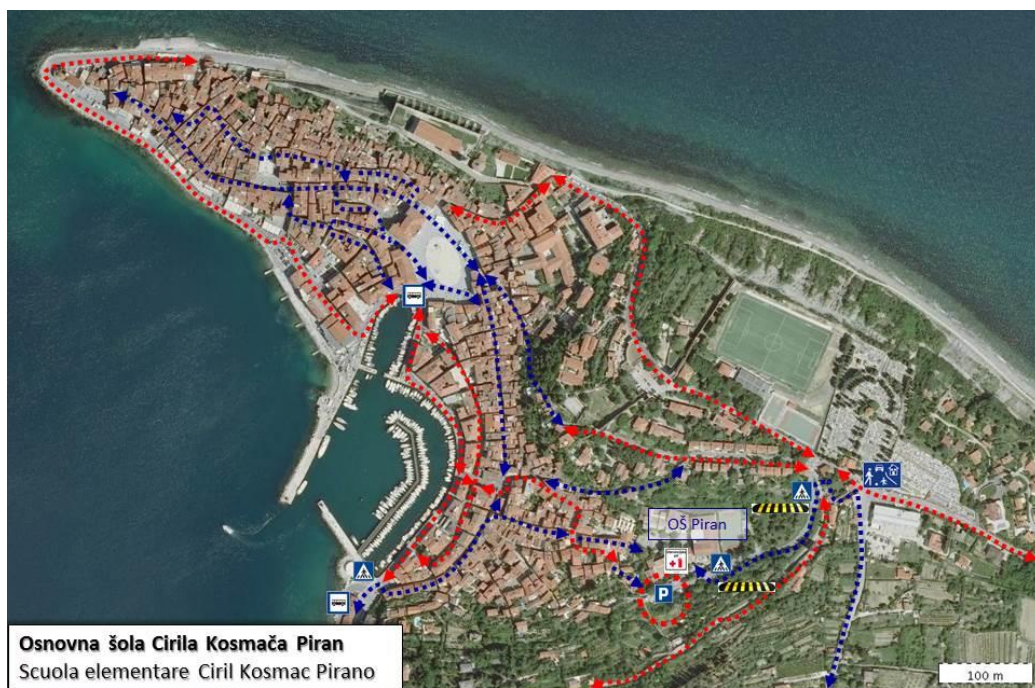 OŠ Piran
P
Osnovna šola Cirila Kosmača Piran
Scuola elementare Ciril Kosmac Pirano
100 m